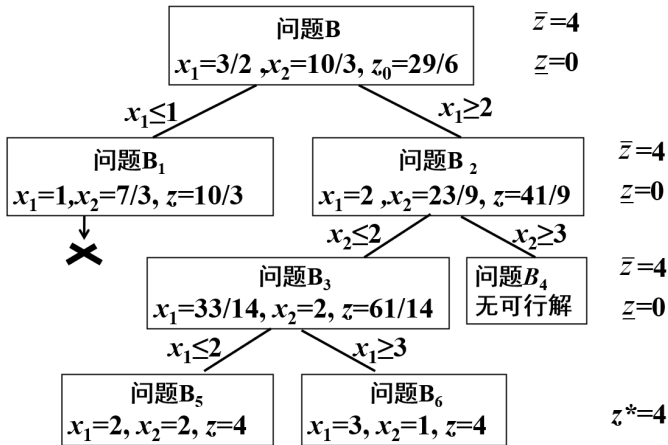 问题B
x₁=3/2 ,x₂=10/3, z₀=29/6
z̅=4
z̲=0
x₁≤1
x₁≥2
问题B₁
x₁=1,x₂=7/3, z=10/3
问题B ₂
x₁=2 ,x₂=23/9, z=41/9
z̅=4
z̲=0
x₂≤2
x₂≥3
问题B₃
x₁=33/14, x₂=2, z=61/14
问题B₄
无可行解
z̅=4
z̲=0
x₁≤2
x₁≥3
问题B₅
x₁=2, x₂=2, z=4
问题B₆
x₁=3, x₂=1, z=4
z*=4